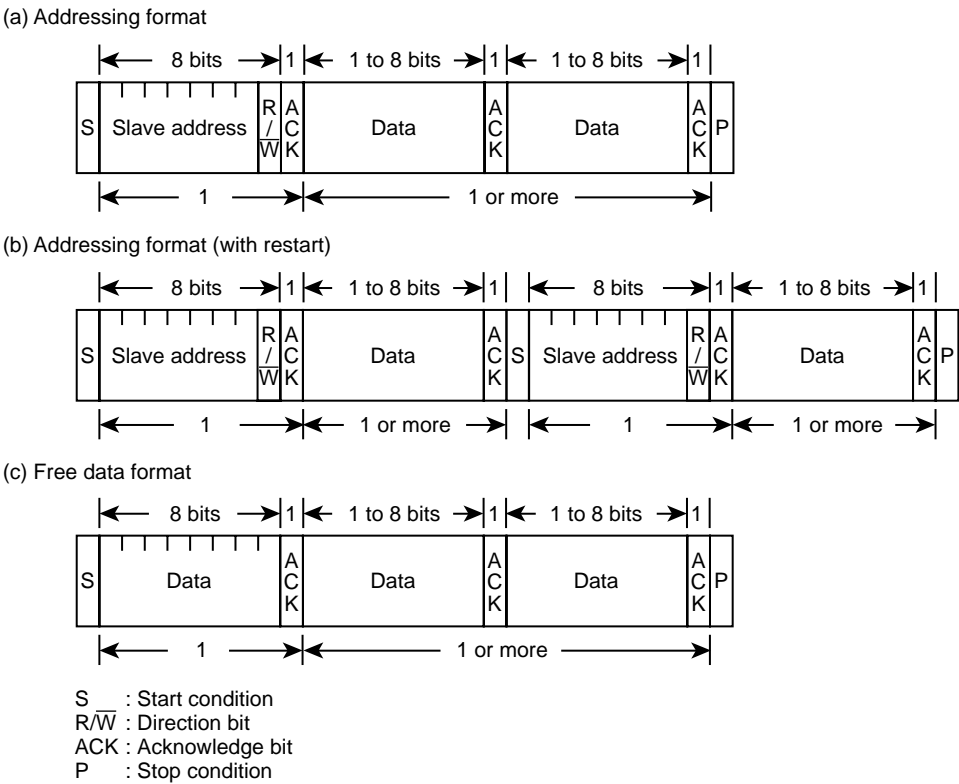 (a) Addressing format
8 bits 1 1 to 8 bits 1 1 to 8 bits 1
S Slave address R/W̅ ACK Data ACK Data ACK P
1 1 or more
(b) Addressing format (with restart)
8 bits 1 1 to 8 bits 1 8 bits 1 1 to 8 bits 1
S Slave address R/W̅ ACK Data ACK S Slave address R/W̅ ACK Data ACK P
1 1 or more 1 1 or more
(c) Free data format
8 bits 1 1 to 8 bits 1 1 to 8 bits 1
S Data ACK Data ACK Data ACK P
1 1 or more
S : Start condition
R/W̅ : Direction bit
ACK : Acknowledge bit
P : Stop condition